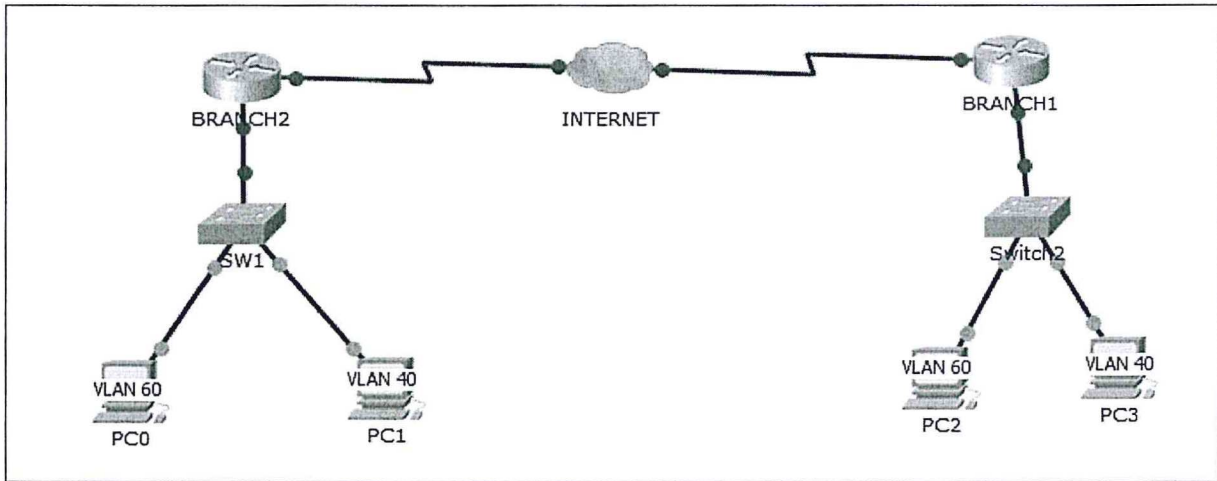 BRANCH2
INTERNET
BRANCH1
SW1
Switch2
VLAN 60
VLAN 40
VLAN 60
VLAN 40
PC0
PC1
PC2
PC3